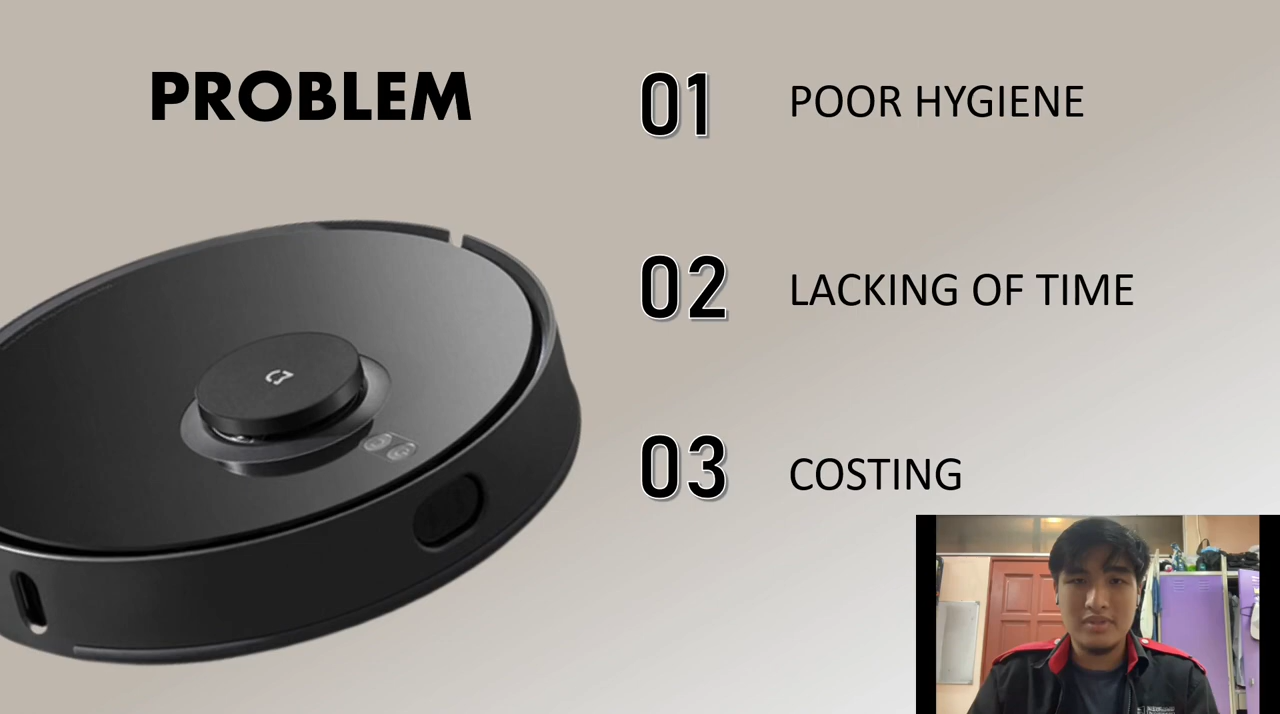 PROBLEM
01 POOR HYGIENE
02 LACKING OF TIME
03 COSTING